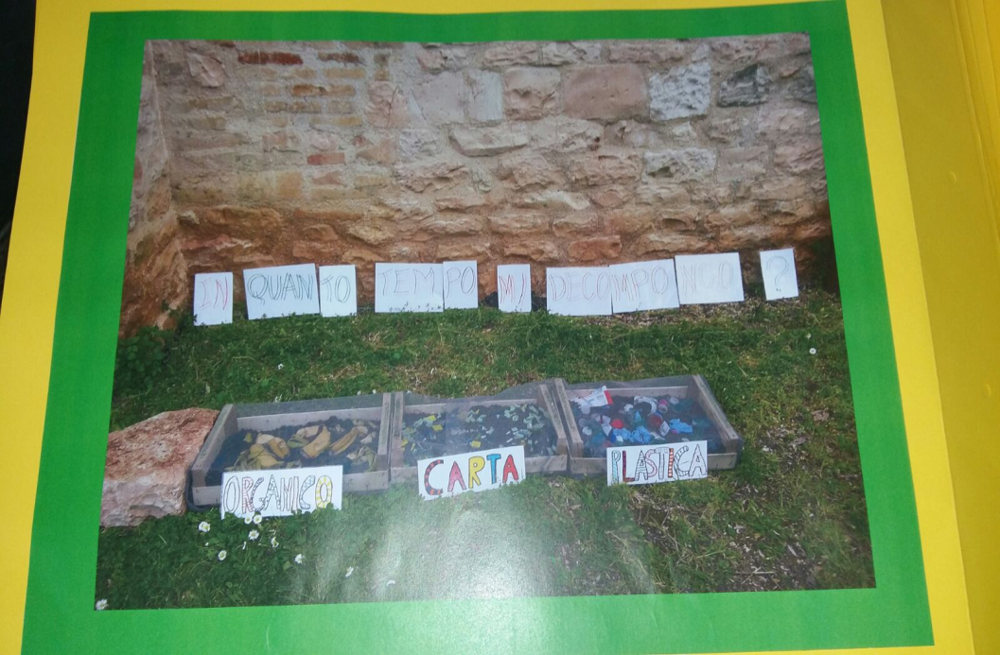 IN QUANTO TEMPO MI DECOMPONGO ?
ORGANICO CARTA PLASTICA